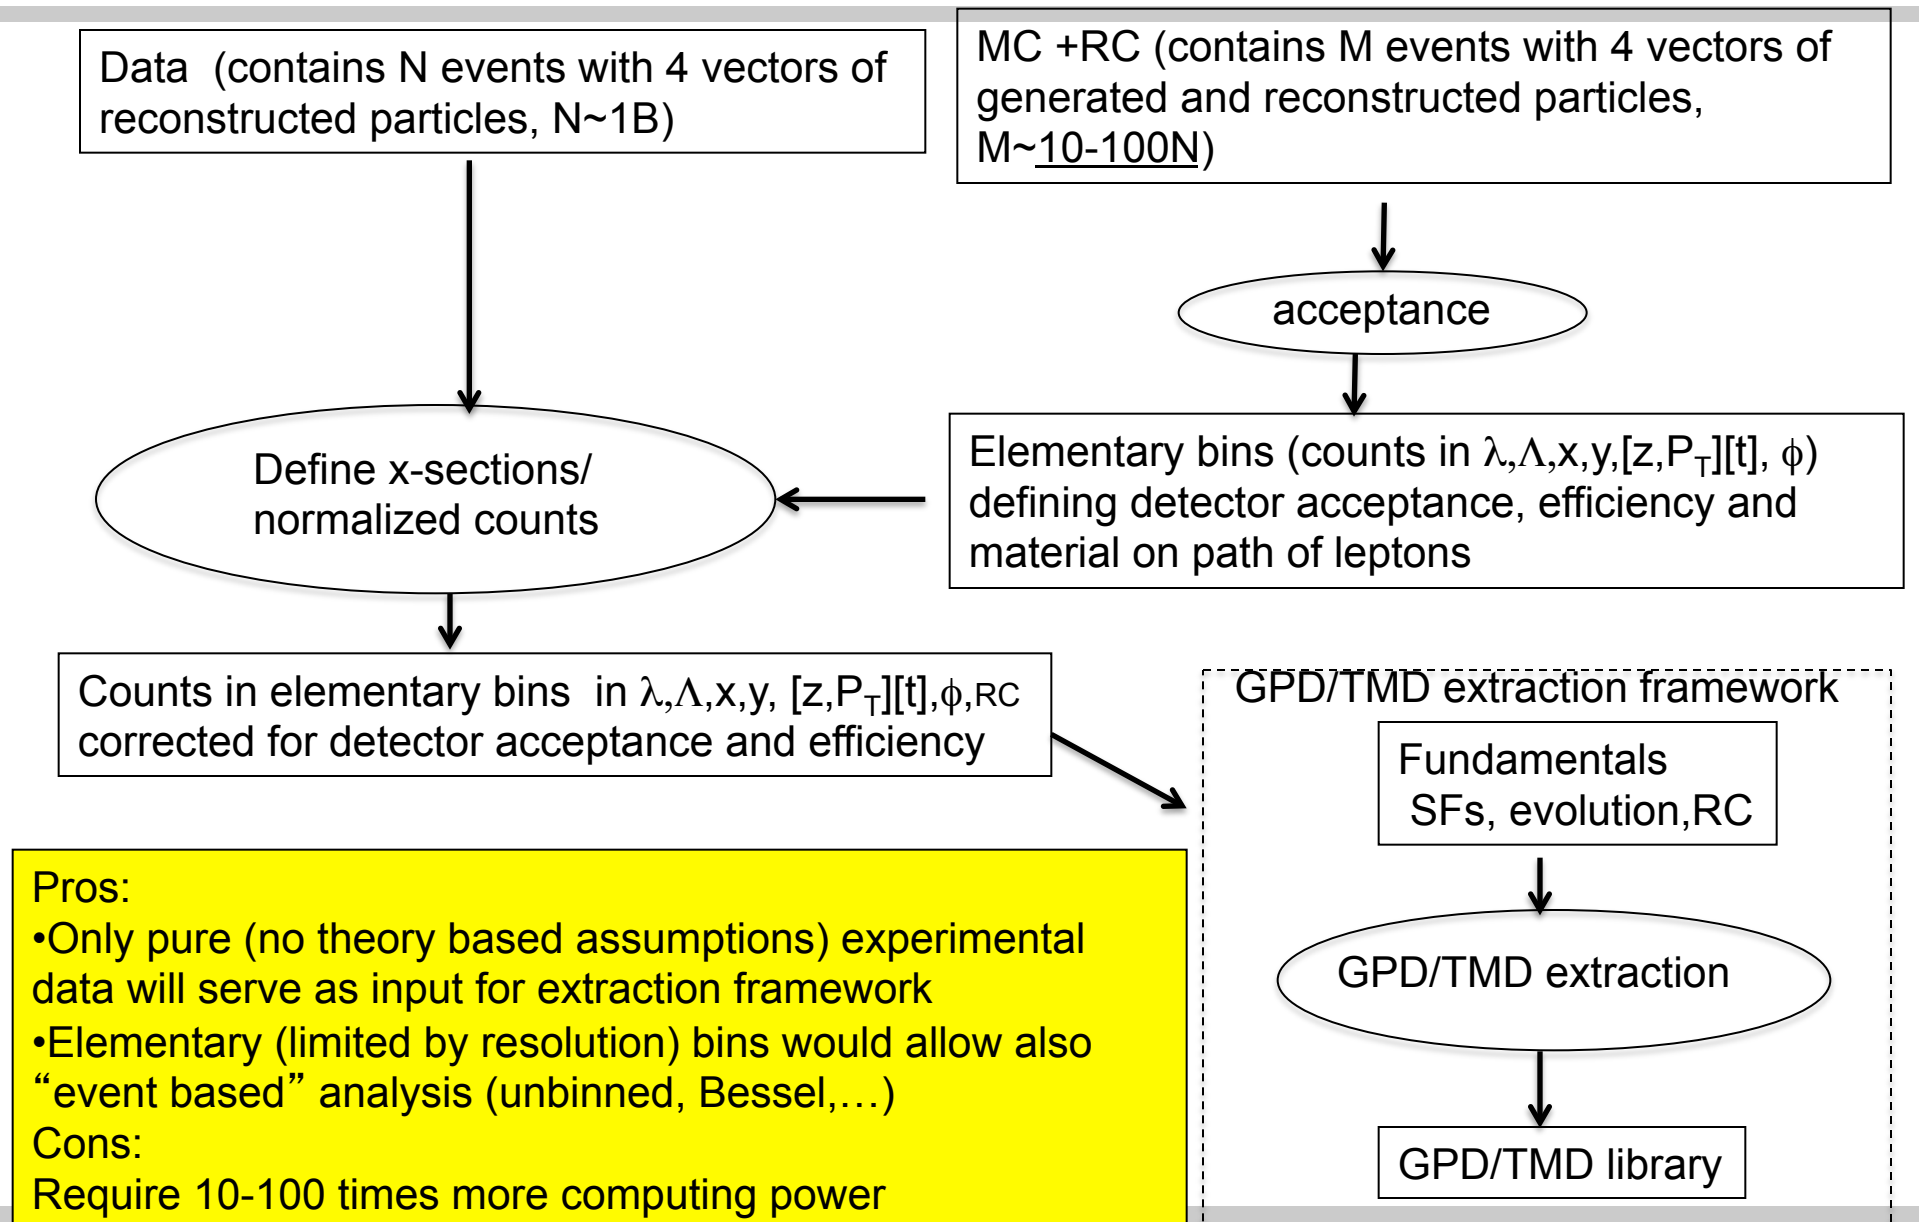 Data (contains N events with 4 vectors of
reconstructed particles, N~1B)
MC +RC (contains M events with 4 vectors of
generated and reconstructed particles,
M~10-100N)
acceptance
Define x-sections/
normalized counts
Elementary bins (counts in λ,Λ,x,y,[z,P_T][t], ϕ)
defining detector acceptance, efficiency and
material on path of leptons
Counts in elementary bins in λ,Λ,x,y, [z,P_T][t],ϕ,RC
corrected for detector acceptance and efficiency
GPD/TMD extraction framework
Fundamentals
SFs, evolution,RC
GPD/TMD extraction
GPD/TMD library
Pros:
•Only pure (no theory based assumptions) experimental
data will serve as input for extraction framework
•Elementary (limited by resolution) bins would allow also
“event based” analysis (unbinned, Bessel,…)
Cons:
Require 10-100 times more computing power